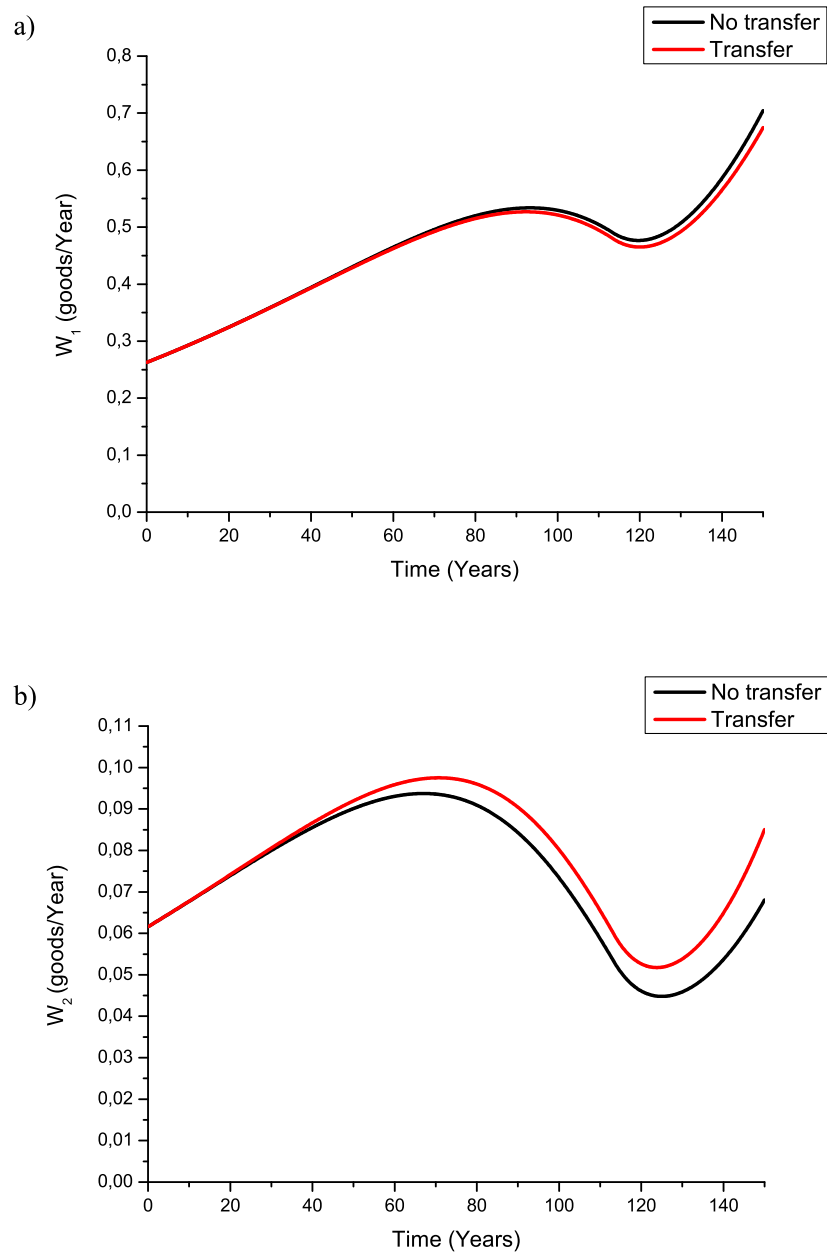 a)
No transfer
Transfer
0,8
0,7
0,6
0,5
0,4
0,3
0,2
0,1
0,0
W1 (goods/Year)
0 20 40 60 80 100 120 140
Time (Years)
b)
No transfer
Transfer
0,11
0,10
0,09
0,08
0,07
0,06
0,05
0,04
0,03
0,02
0,01
0,00
W2 (goods/Year)
0 20 40 60 80 100 120 140
Time (Years)